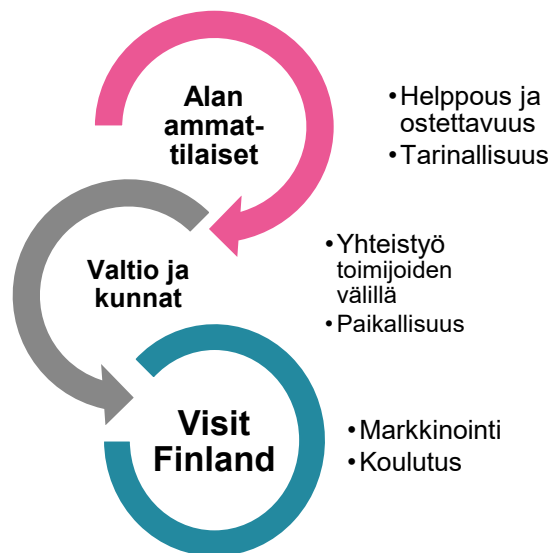 Alan
ammat-
tilaiset
•Helppous ja
ostettavuus
•Tarinallisuus
Valtio ja
kunnat
•Yhteistyö
toimijoiden
välillä
•Paikallisuus
Visit
Finland
•Markkinointi
•Koulutus